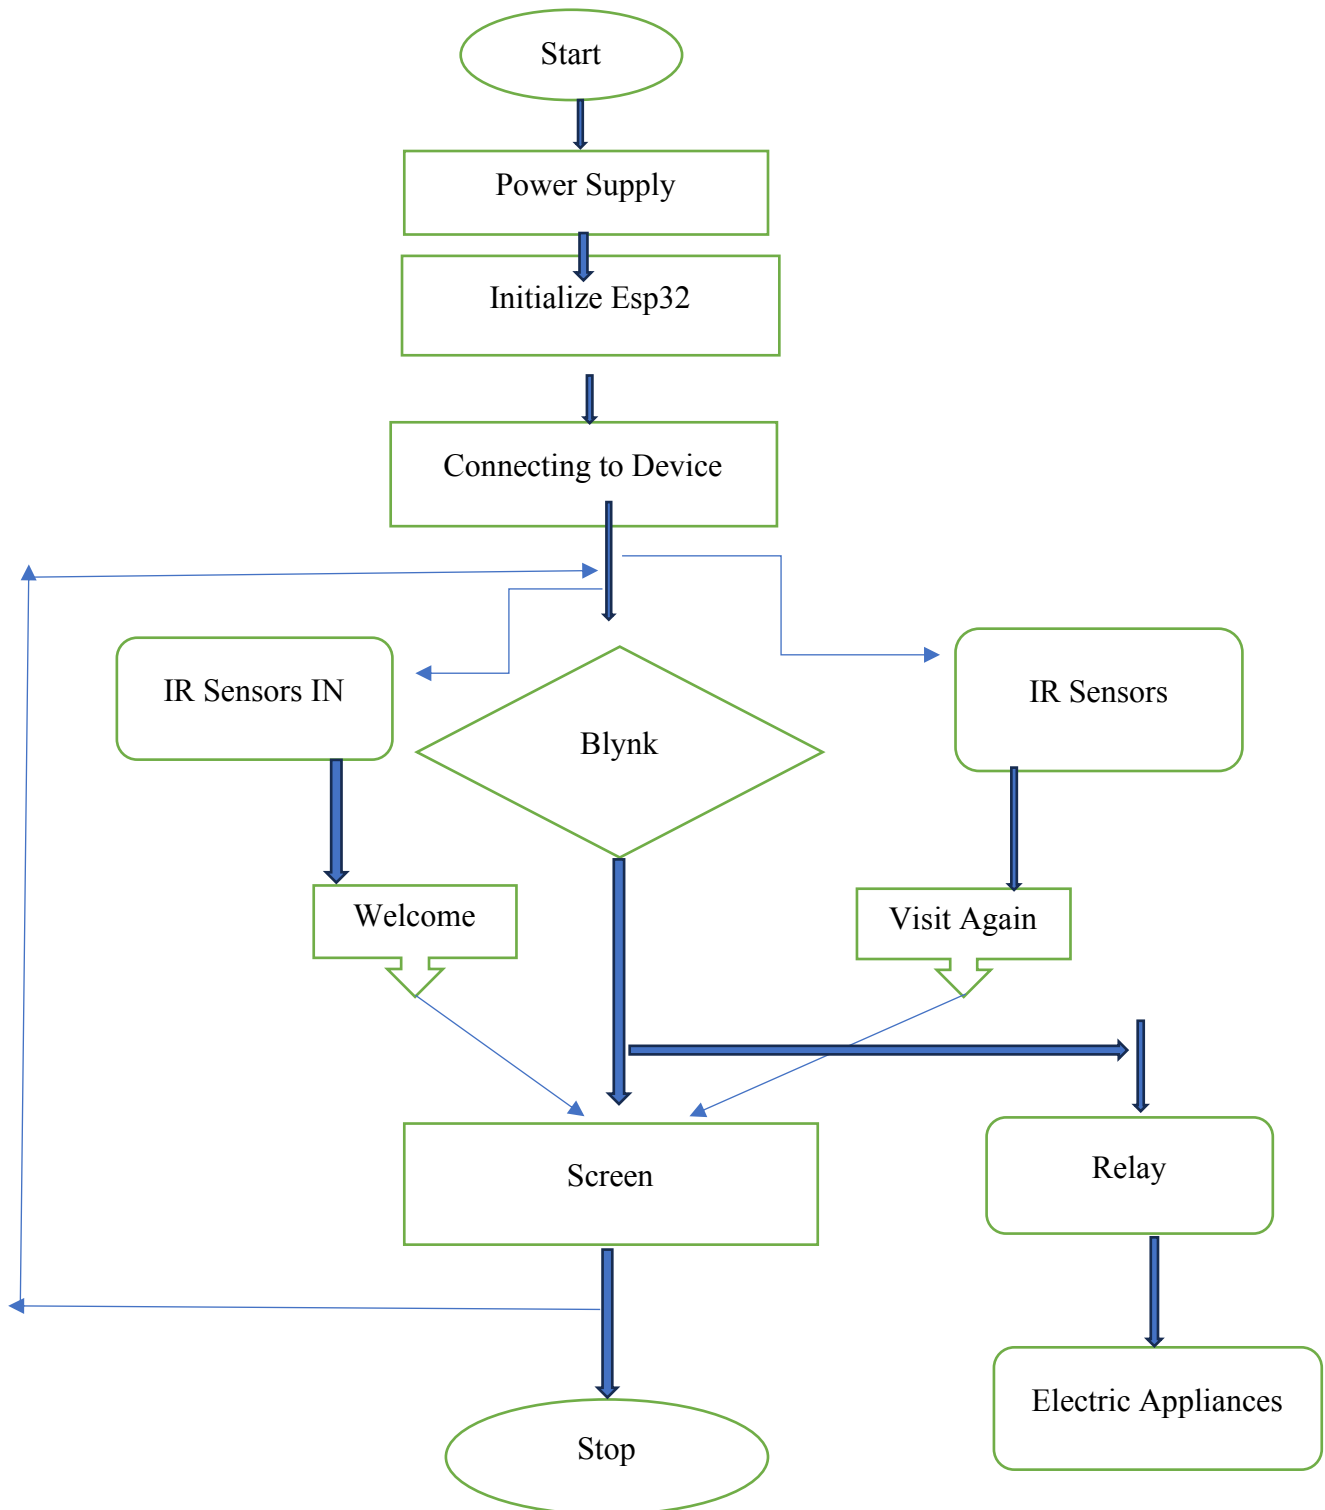 Start
Power Supply
Initialize Esp32
Connecting to Device
IR Sensors IN
Blynk
IR Sensors
Welcome
Visit Again
Screen
Relay
Electric Appliances
Stop